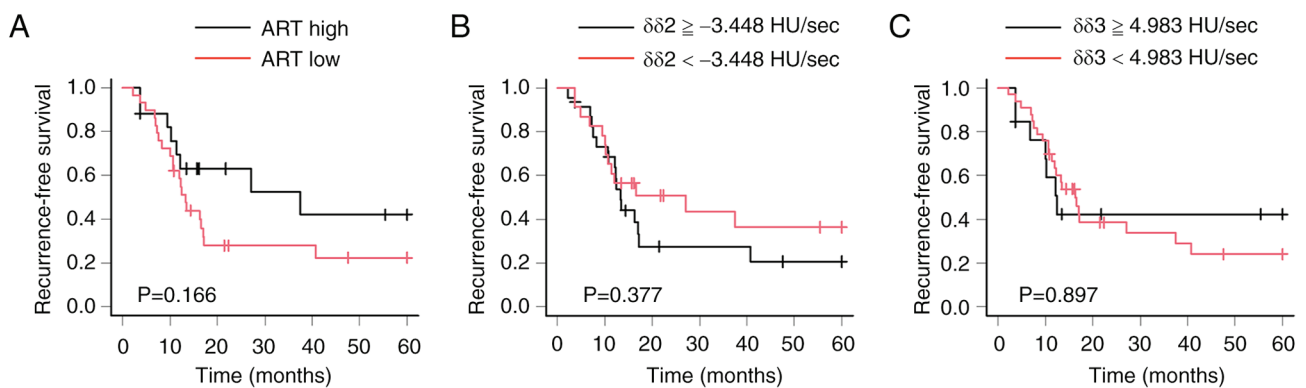 A
ART high
ART low
Recurrence-free survival
1.0
0.8
0.6
0.4
0.2
0.0
P=0.166
0 10 20 30 40 50 60
Time (months)
B
δδ2 ≧ −3.448 HU/sec
δδ2 < −3.448 HU/sec
Recurrence-free survival
1.0
0.8
0.6
0.4
0.2
0.0
P=0.377
0 10 20 30 40 50 60
Time (months)
C
δδ3 ≧ 4.983 HU/sec
δδ3 < 4.983 HU/sec
Recurrence-free survival
1.0
0.8
0.6
0.4
0.2
0.0
P=0.897
0 10 20 30 40 50 60
Time (months)